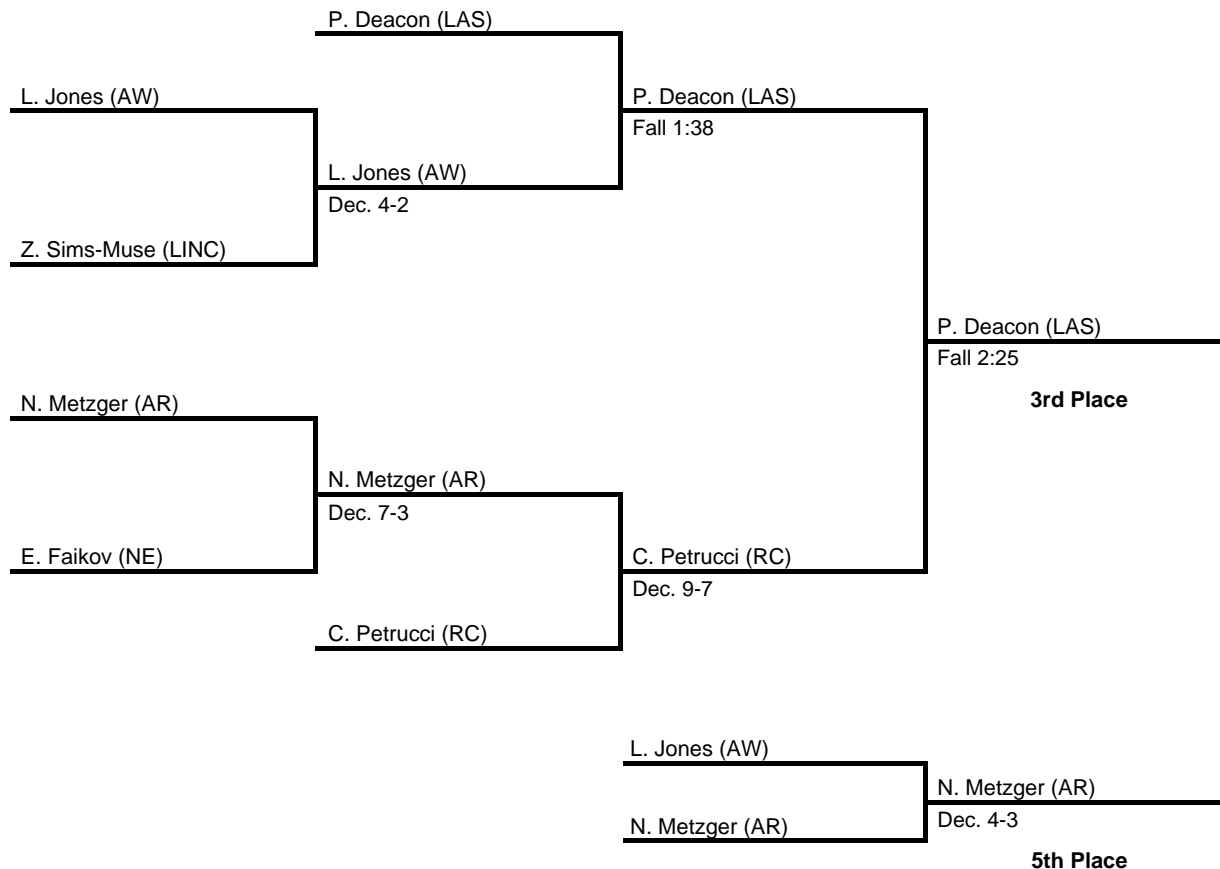 P. Deacon (LAS)
L. Jones (AW)
P. Deacon (LAS)
Fall 1:38
L. Jones (AW)
Dec. 4-2
Z. Sims-Muse (LINC)
P. Deacon (LAS)
Fall 2:25
3rd Place
N. Metzger (AR)
N. Metzger (AR)
Dec. 7-3
E. Faikov (NE)
C. Petrucci (RC)
Dec. 9-7
C. Petrucci (RC)
L. Jones (AW)
N. Metzger (AR)
Dec. 4-3
N. Metzger (AR)
5th Place